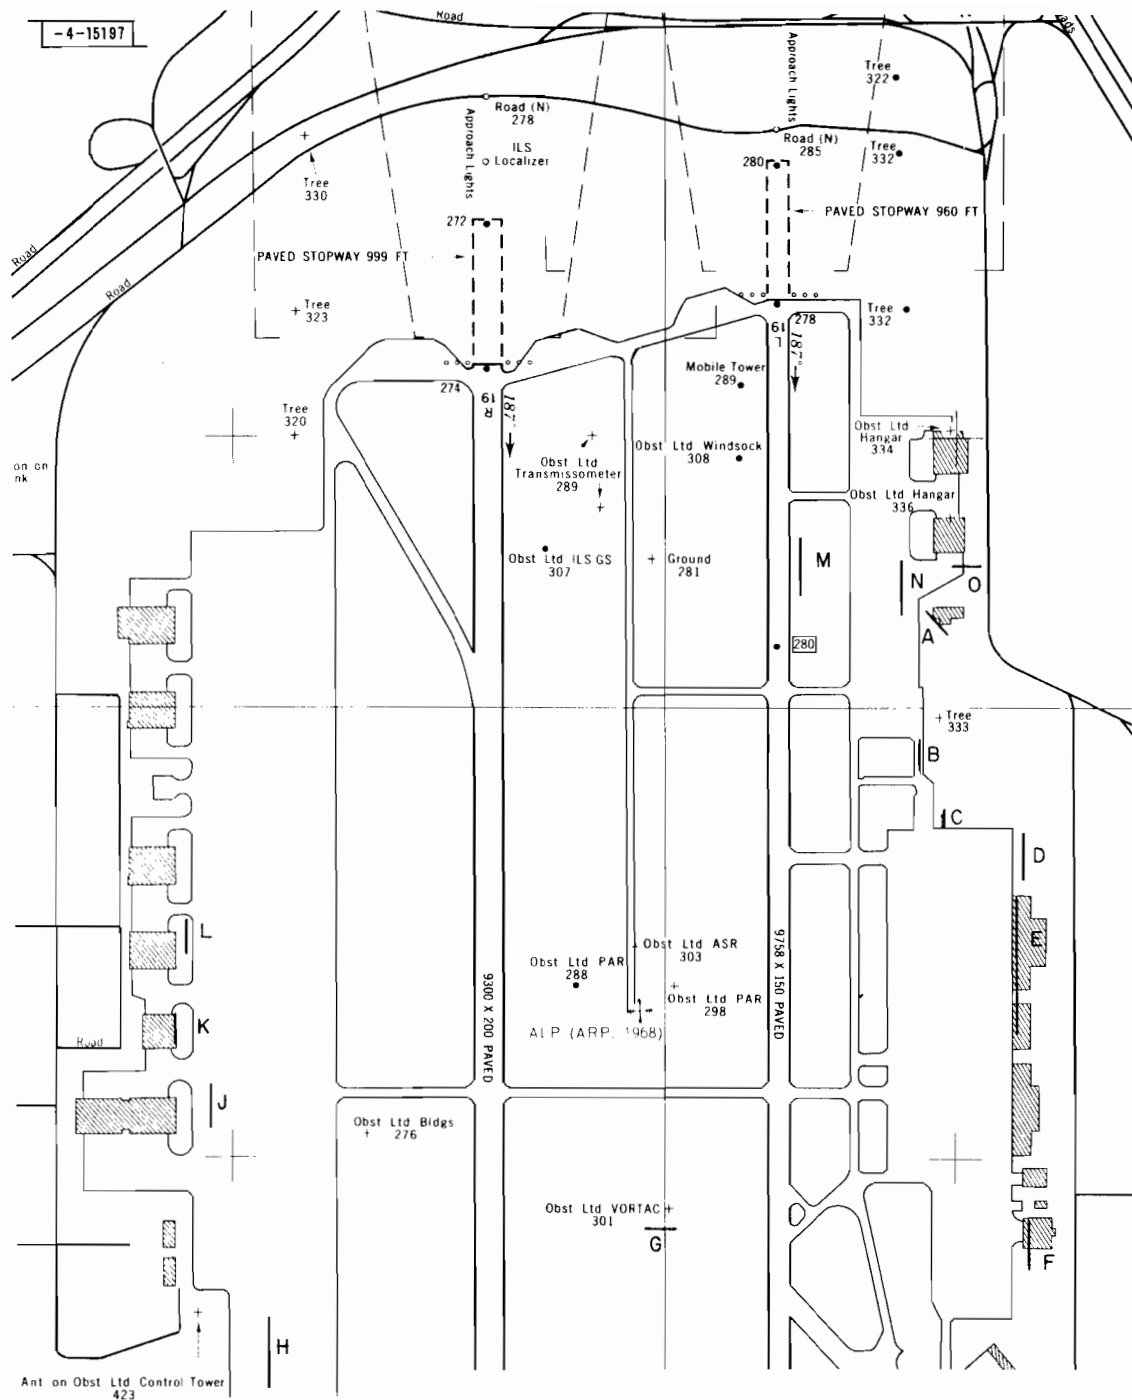 -4-15197
Road
Road
Tree
322
Approach Lights
Approach Lights
Road (N)
278
Road (N)
285
ILS
Localizer
Tree
332
Tree
330
280
PAVED STOPWAY 960 FT
272
PAVED STOPWAY 999 FT
Road
Road
Tree
323
Tree
332
278
19
L
187°
274
19
R
187°
Mobile Tower
289
Tree
320
Obst Ltd
Hangar
334
Obst Ltd Windsock
308
Obst Ltd
Transmissometer
289
on on
nk
Obst Ltd Hangar
336
Obst Ltd ILS GS
307
Ground
281
M
N
O
A
280
Tree
333
B
C
D
E
L
Obst Ltd ASR
303
Obst Ltd PAR
288
Obst Ltd PAR
298
9758 X 150 PAVED
9300 X 200 PAVED
ALP (ARP, 1968)
K
Road
J
Obst Ltd Bldgs
276
Obst Ltd VORTAC
301
G
F
H
Ant on Obst Ltd Control Tower
423